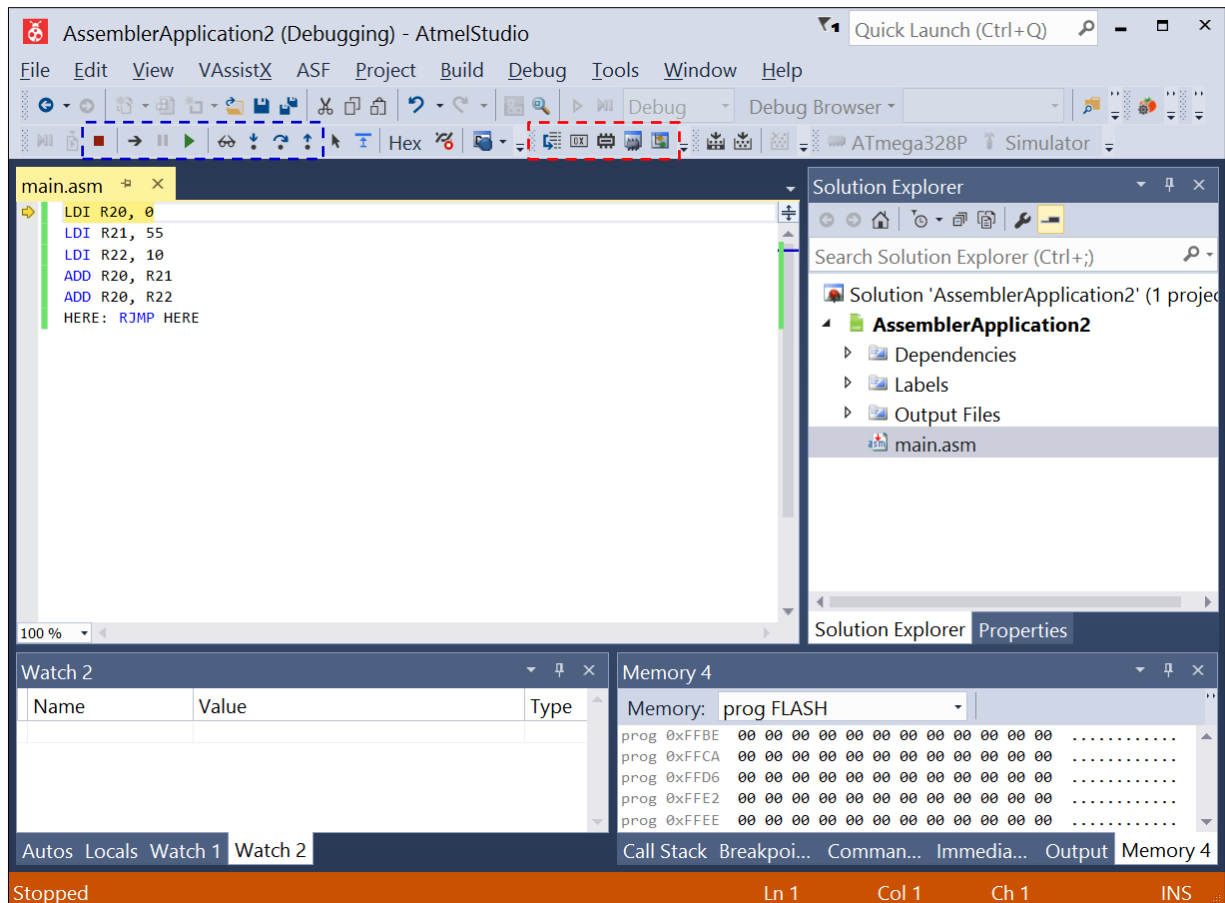 AssemblerApplication2 (Debugging) - AtmelStudio
1
Quick Launch (Ctrl+Q)
File Edit View VAssistX ASF Project Build Debug Tools Window Help
Debug
Debug Browser
Hex
ATmega328P
Simulator
main.asm
LDI R20, 0
LDI R21, 55
LDI R22, 10
ADD R20, R21
ADD R20, R22
HERE: RJMP HERE
100 %
Solution Explorer
Search Solution Explorer (Ctrl+;)
Solution 'AssemblerApplication2' (1 projec
AssemblerApplication2
Dependencies
Labels
Output Files
main.asm
Solution Explorer Properties
Watch 2
Name Value Type
Autos Locals Watch 1 Watch 2
Memory 4
Memory: prog FLASH
prog 0xFFBE 00 00 00 00 00 00 00 00 00 00 00 00 ............
prog 0xFFCA 00 00 00 00 00 00 00 00 00 00 00 00 ............
prog 0xFFD6 00 00 00 00 00 00 00 00 00 00 00 00 ............
prog 0xFFE2 00 00 00 00 00 00 00 00 00 00 00 00 ............
prog 0xFFEE 00 00 00 00 00 00 00 00 00 00 00 00 ............
Call Stack Breakpoi... Comman... Immedia... Output Memory 4
Stopped Ln 1 Col 1 Ch 1 INS